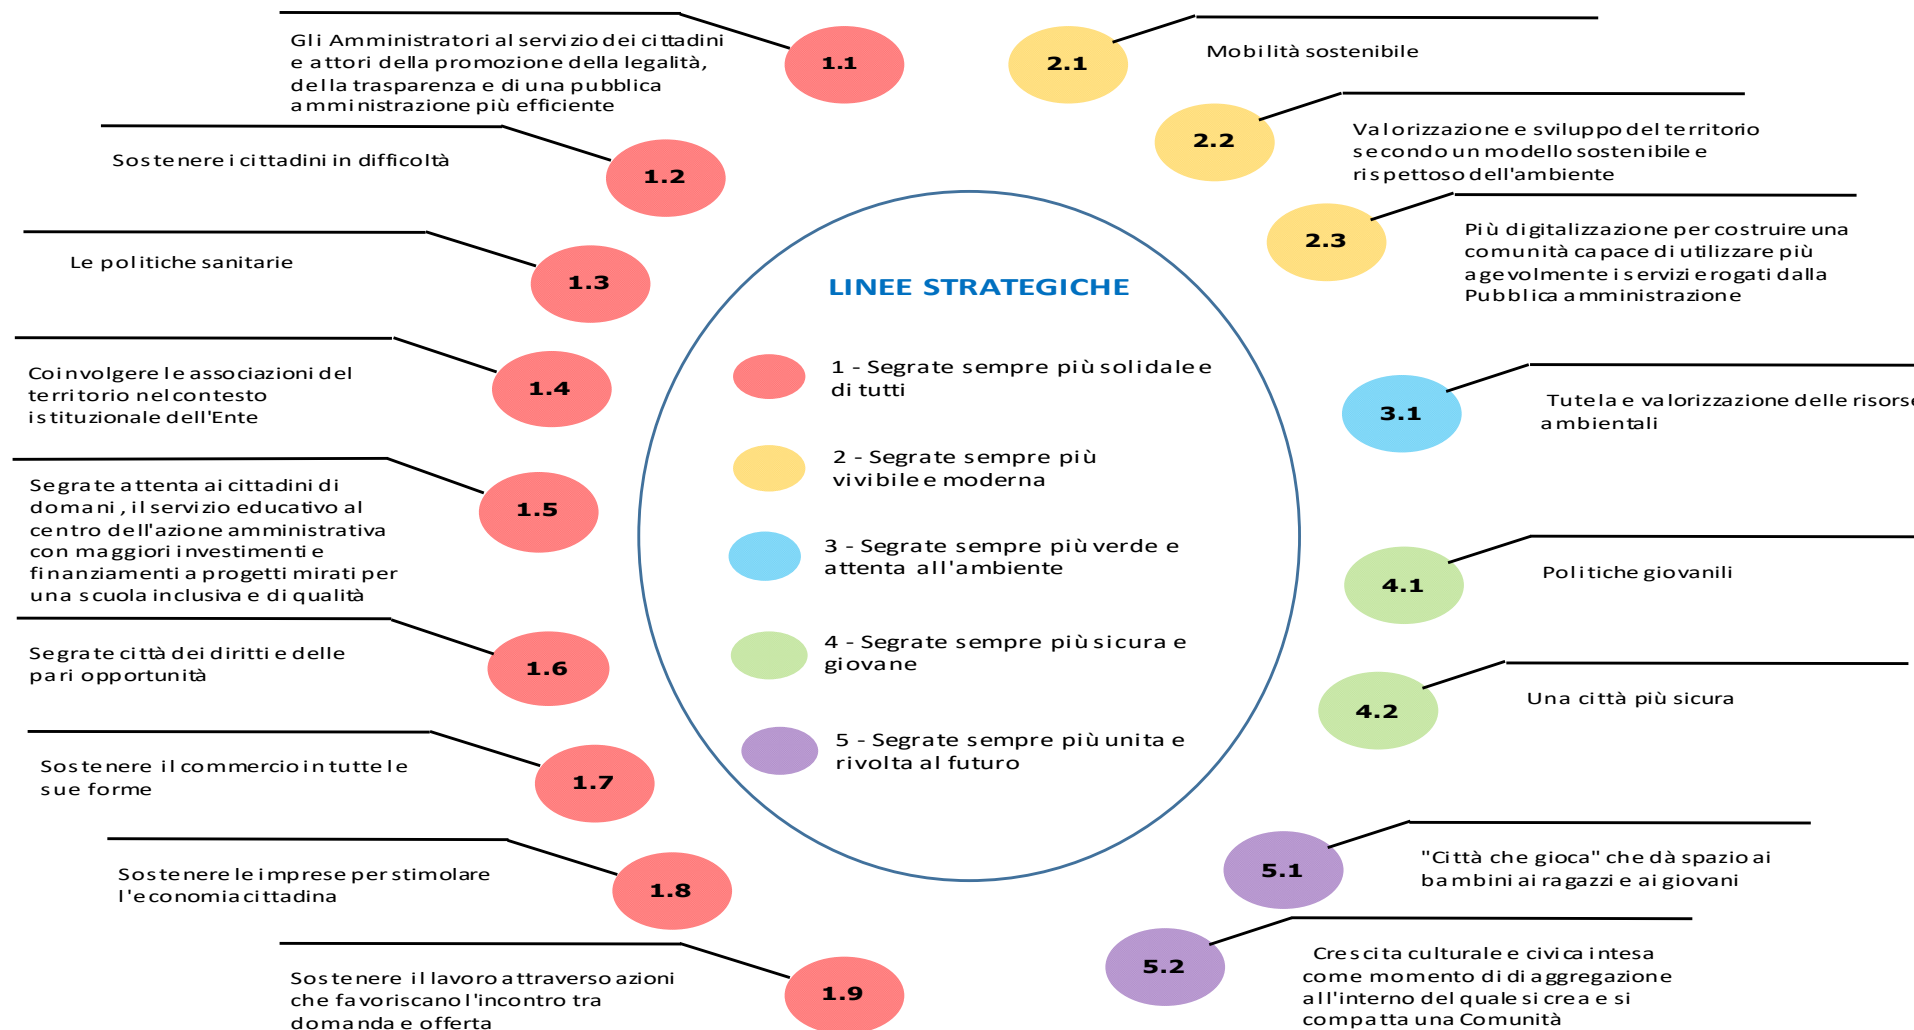 Gli Amministratori al servizio dei cittadini
e attori della promozione della legalità,
della trasparenza e di una pubblica
amministrazione più efficiente
1.1
Sostenere i cittadini in difficoltà
1.2
Le politiche sanitarie
1.3
Coinvolgere le associazioni del
territorio nel contesto
istituzionale dell'Ente
1.4
Segrate attenta ai cittadini di
domani , il servizio educativo al
centro dell'azione amministrativa
con maggiori investimenti e
finanziamenti a progetti mirati per
una scuola inclusiva e di qualità
1.5
Segrate città dei diritti e delle
pari opportunità
1.6
Sostenere il commercio in tutte le
sue forme
1.7
Sostenere le imprese per stimolare
l'economia cittadina
1.8
Sostenere il lavoro attraverso azioni
che favoriscano l'incontro tra
domanda e offerta
1.9
LINEE STRATEGICHE
1 - Segrate sempre più solidale e
di tutti
2 - Segrate sempre più
vivibile e moderna
3 - Segrate sempre più verde e
attenta all'ambiente
4 - Segrate sempre più sicura e
giovane
5 - Segrate sempre più unita e
rivolta al futuro
2.1
Mobilità sostenibile
2.2
Valorizzazione e sviluppo del territorio
secondo un modello sostenibile e
rispettoso dell'ambiente
2.3
Più digitalizzazione per costruire una
comunità capace di utilizzare più
agevolmente i servizi erogati dalla
Pubblica amministrazione
3.1
Tutela e valorizzazione delle risorse
ambientali
4.1
Politiche giovanili
4.2
Una città più sicura
5.1
"Città che gioca" che dà spazio ai
bambini ai ragazzi e ai giovani
5.2
Crescita culturale e civica intesa
come momento di di aggregazione
all'interno del quale si crea e si
compatta una Comunità